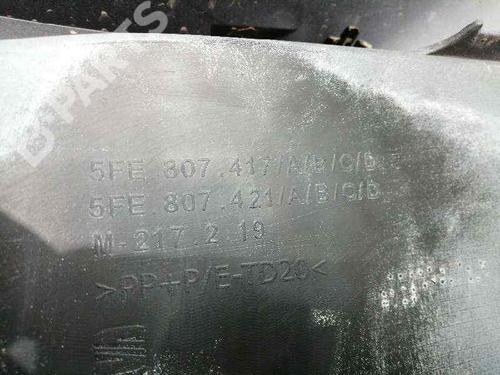 B-PARTS
5FE.807.417/A/B/C/D
5FE.807.421/A/B/C/D
M-217.2 19
>PP+P/E-TD20<